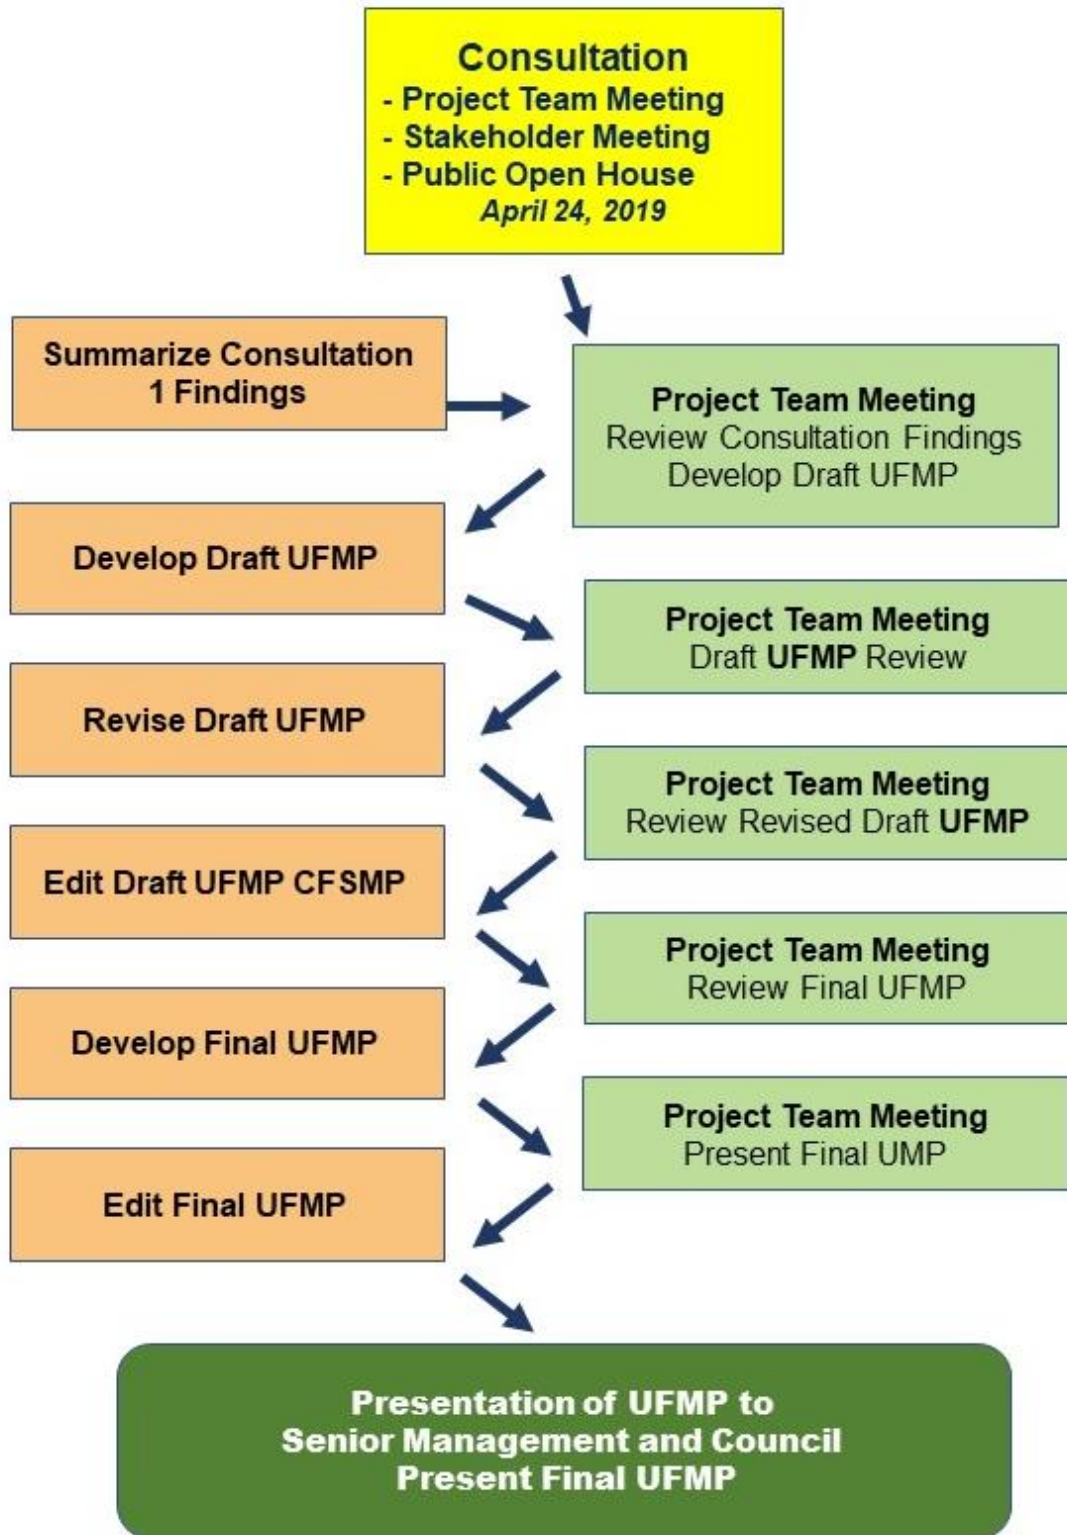 Consultation
- Project Team Meeting
- Stakeholder Meeting
- Public Open House
April 24, 2019
Summarize Consultation
1 Findings
Project Team Meeting
Review Consultation Findings
Develop Draft UFMP
Develop Draft UFMP
Project Team Meeting
Draft UFMP Review
Revise Draft UFMP
Project Team Meeting
Review Revised Draft UFMP
Edit Draft UFMP CFSMP
Project Team Meeting
Review Final UFMP
Develop Final UFMP
Project Team Meeting
Present Final UMP
Edit Final UFMP
Presentation of UFMP to
Senior Management and Council
Present Final UFMP